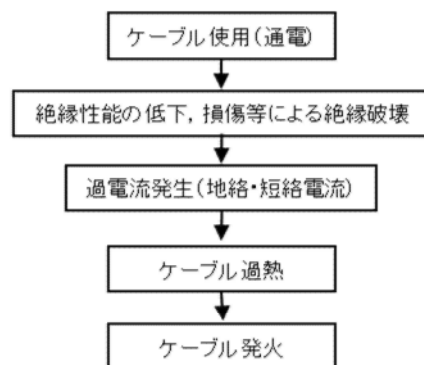 ケーブル使用(通電)
絶縁性能の低下，損傷等による絶縁破壊
過電流発生(地絡・短絡電流)
ケーブル過熱
ケーブル発火